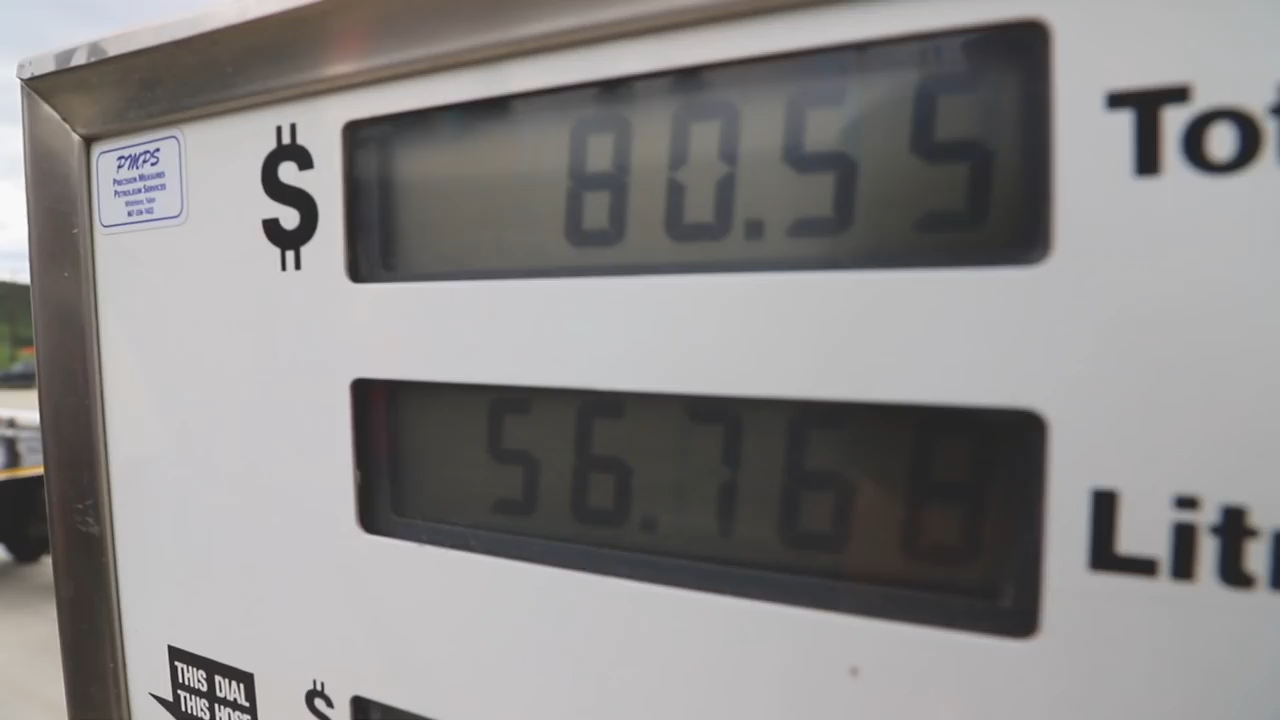 PMPS
PRECISION MEASURES
PETROLEUM SERVICES
$
80.55
Tot
56.768
Litr
THIS DIAL
THIS HOSE
$